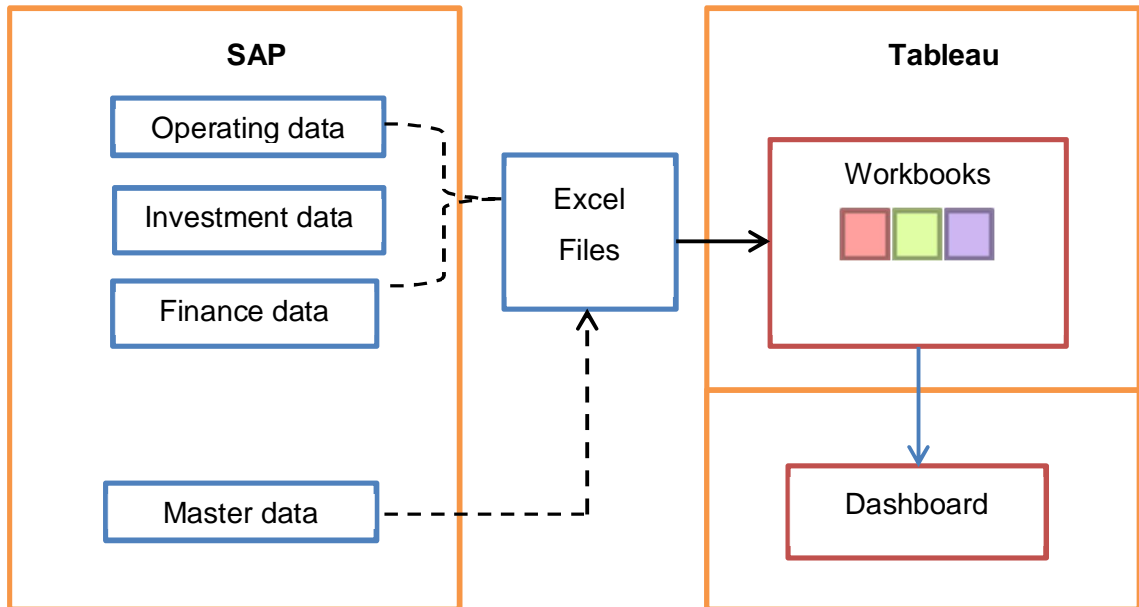 SAP
Operating data
Investment data
Finance data
Master data
Excel
Files
Tableau
Workbooks
Dashboard